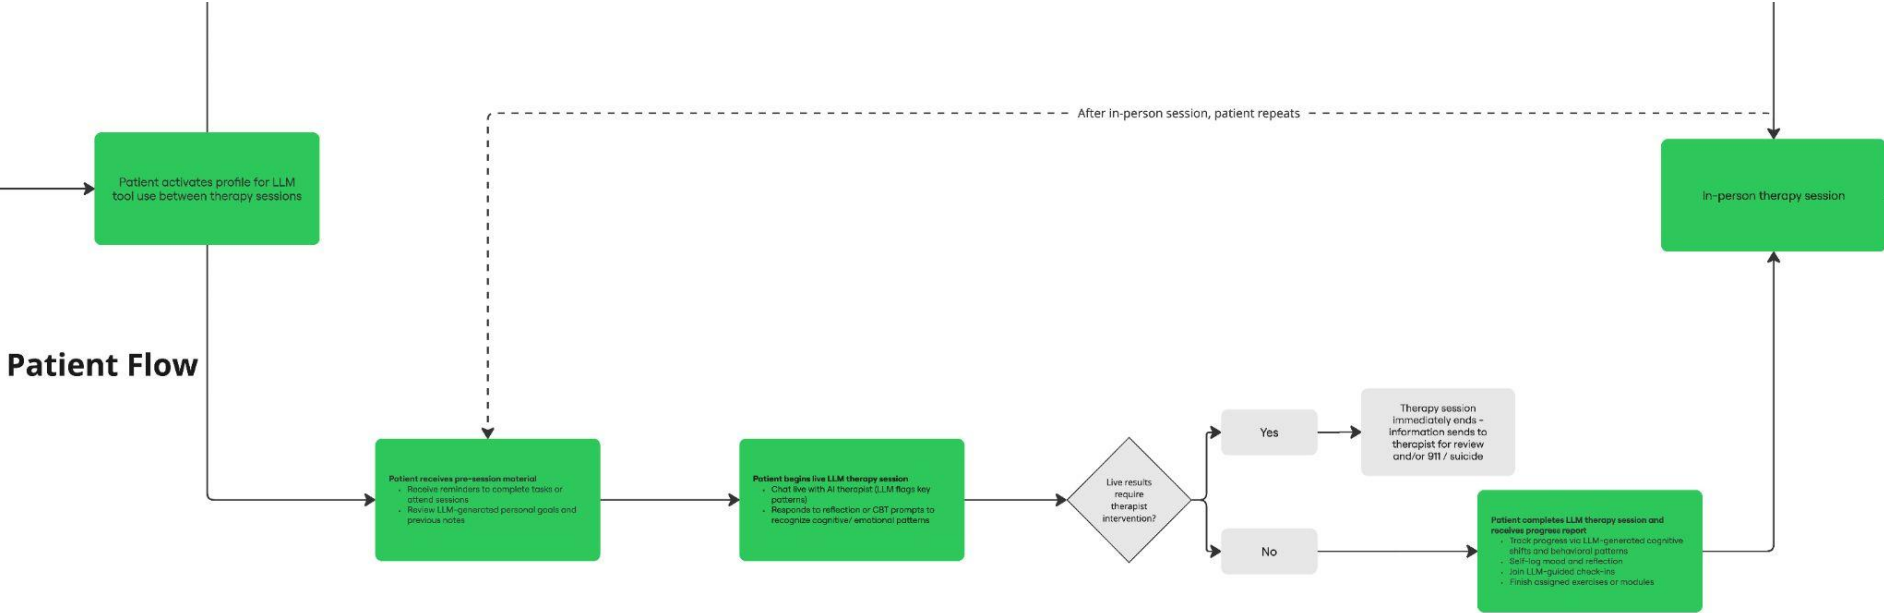 After in-person session, patient repeats
Patient activates profile for LLM
tool use between therapy sessions
In-person therapy session
Patient Flow
Patient receives pre-session material
• Receive reminders to complete tasks or
attend sessions
• Review LLM-generated personal goals and
previous notes
Patient begins live LLM therapy session
• Chat live with AI therapist (LLM flags key
patterns)
• Responds to reflection or CBT prompts to
recognize cognitive/ emotional patterns
Live results
require
therapist
intervention?
Yes
Therapy session
immediately ends -
information sends to
therapist for review
and/or 911 / suicide
No
Patient completes LLM therapy session and
receives progress report
• Track progress via LLM-generated cognitive
shifts and behavioral patterns
• Self-log mood and reflection
• Join LLM-guided check-ins
• Finish assigned exercises or modules